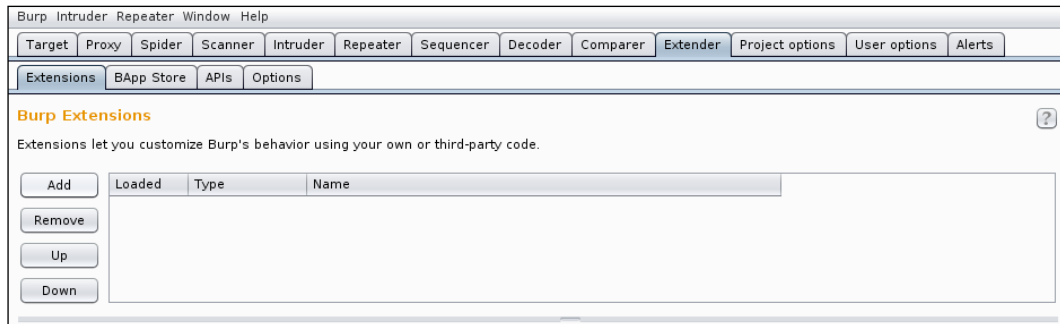 Burp Intruder Repeater Window Help
Target Proxy Spider Scanner Intruder Repeater Sequencer Decoder Comparer Extender Project options User options Alerts
Extensions BApp Store APIs Options
Burp Extensions
?
Extensions let you customize Burp's behavior using your own or third-party code.
Add Loaded Type Name
Remove
Up
Down